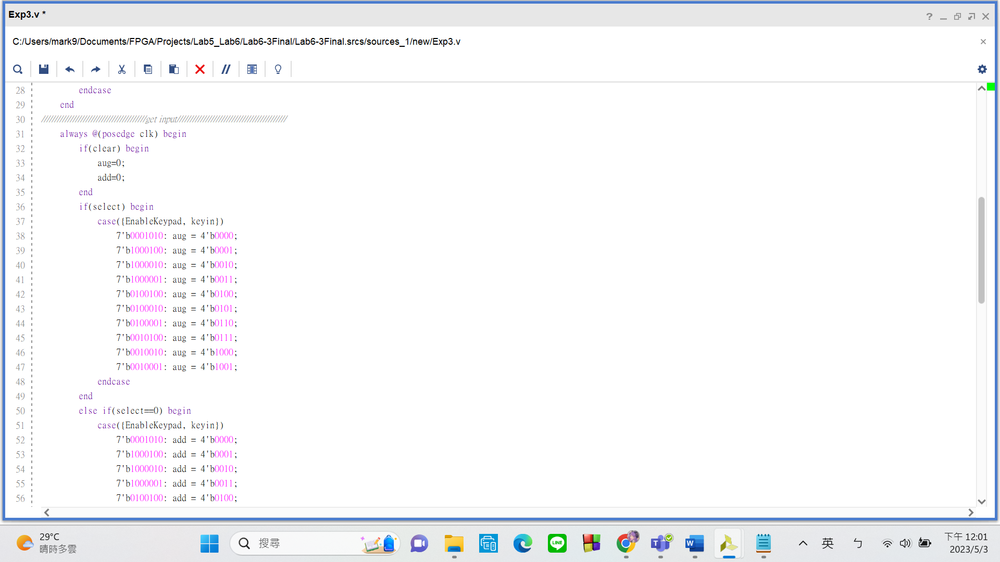 Exp3.v *
C:/Users/mark9/Documents/FPGA/Projects/Lab5_Lab6/Lab6-3Final/Lab6-3Final.srcs/sources_1/new/Exp3.v
28 endcase
29 end
30 ////////////////////////////////////////get input//////////////////////////////////////////
31 always @(posedge clk) begin
32 if(clear) begin
33 aug=0;
34 add=0;
35 end
36 if(select) begin
37 case({EnableKeypad, keyin})
38 7'b0001010: aug = 4'b0000;
39 7'b1000100: aug = 4'b0001;
40 7'b1000010: aug = 4'b0010;
41 7'b1000001: aug = 4'b0011;
42 7'b0100100: aug = 4'b0100;
43 7'b0100010: aug = 4'b0101;
44 7'b0100001: aug = 4'b0110;
45 7'b0010100: aug = 4'b0111;
46 7'b0010010: aug = 4'b1000;
47 7'b0010001: aug = 4'b1001;
48 endcase
49 end
50 else if(select==0) begin
51 case({EnableKeypad, keyin})
52 7'b0001010: add = 4'b0000;
53 7'b1000100: add = 4'b0001;
54 7'b1000010: add = 4'b0010;
55 7'b1000001: add = 4'b0011;
56 7'b0100100: add = 4'b0100;
29°C
晴時多雲
搜尋
LINE
英
ㄅ
下午 12:01
2023/5/3